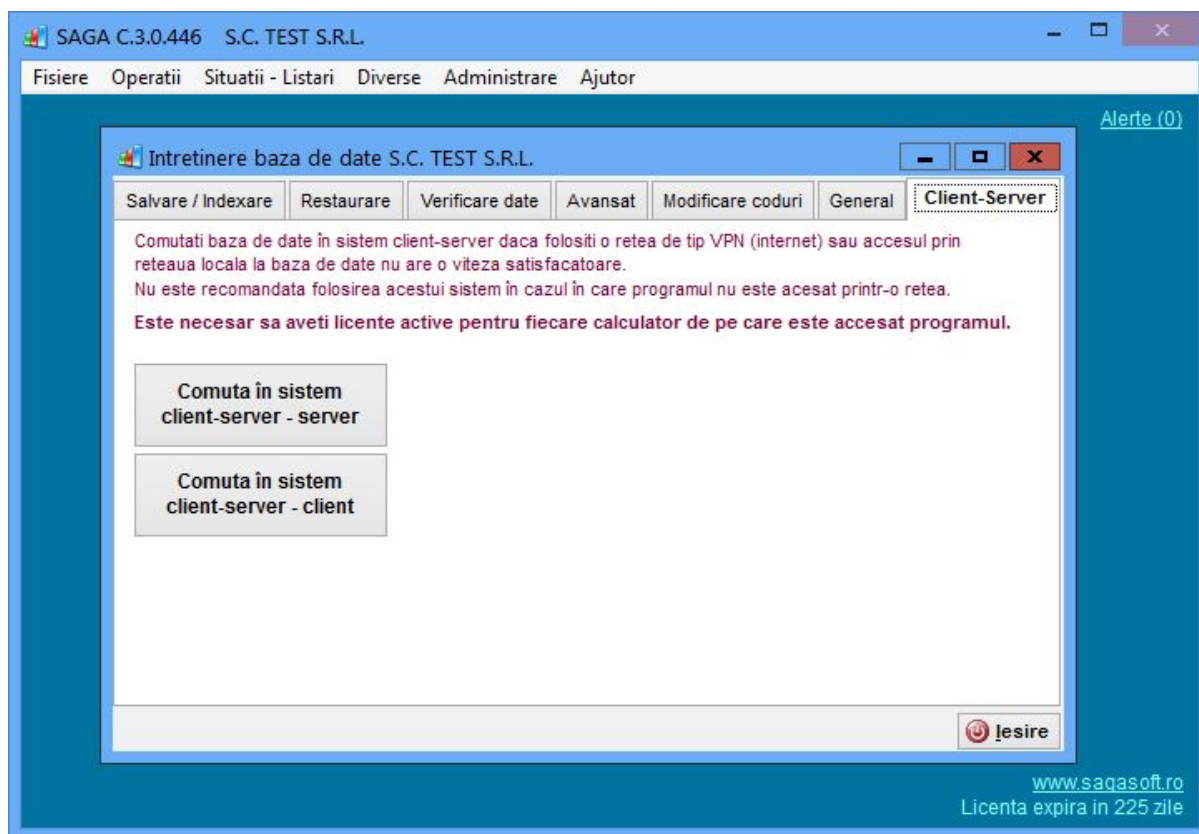 SAGA C.3.0.446 S.C. TEST S.R.L.
Fisiere Operatii Situatii - Listari Diverse Administrare Ajutor
Alerte (0)
Intretinere baza de date S.C. TEST S.R.L.
Salvare / Indexare Restaurare Verificare date Avansat Modificare coduri General Client-Server
Comutati baza de date în sistem client-server daca folositi o retea de tip VPN (internet) sau accesul prin
reteaua locala la baza de date nu are o viteza satisfacatoare.
Nu este recomandata folosirea acestui sistem în cazul în care programul nu este acesat printr-o retea.
Este necesar sa aveti licente active pentru fiecare calculator de pe care este accesat programul.
Comuta în sistem
client-server - server
Comuta în sistem
client-server - client
Iesire
www.sagasoft.ro
Licenta expira in 225 zile